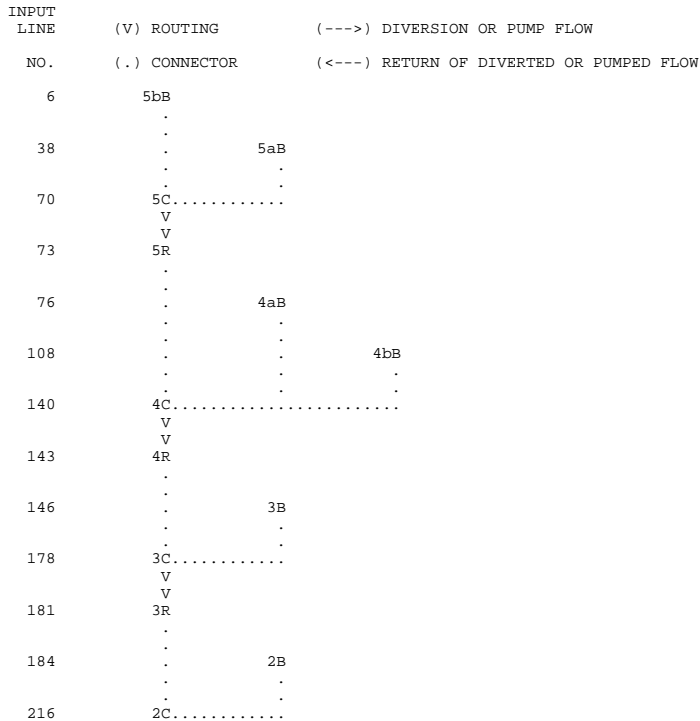 INPUT
LINE (V) ROUTING (--->) DIVERSION OR PUMP FLOW
NO. (.) CONNECTOR (<---) RETURN OF DIVERTED OR PUMPED FLOW
6 5bB
.
.
38 . 5aB
. .
. .
70 5C............
V
V
73 5R
.
.
76 . 4aB
. .
. .
108 . . 4bB
. . .
. . .
140 4C........................
V
V
143 4R
.
.
146 . 3B
. .
. .
178 3C............
V
V
181 3R
.
.
184 . 2B
. .
. .
216 2C............